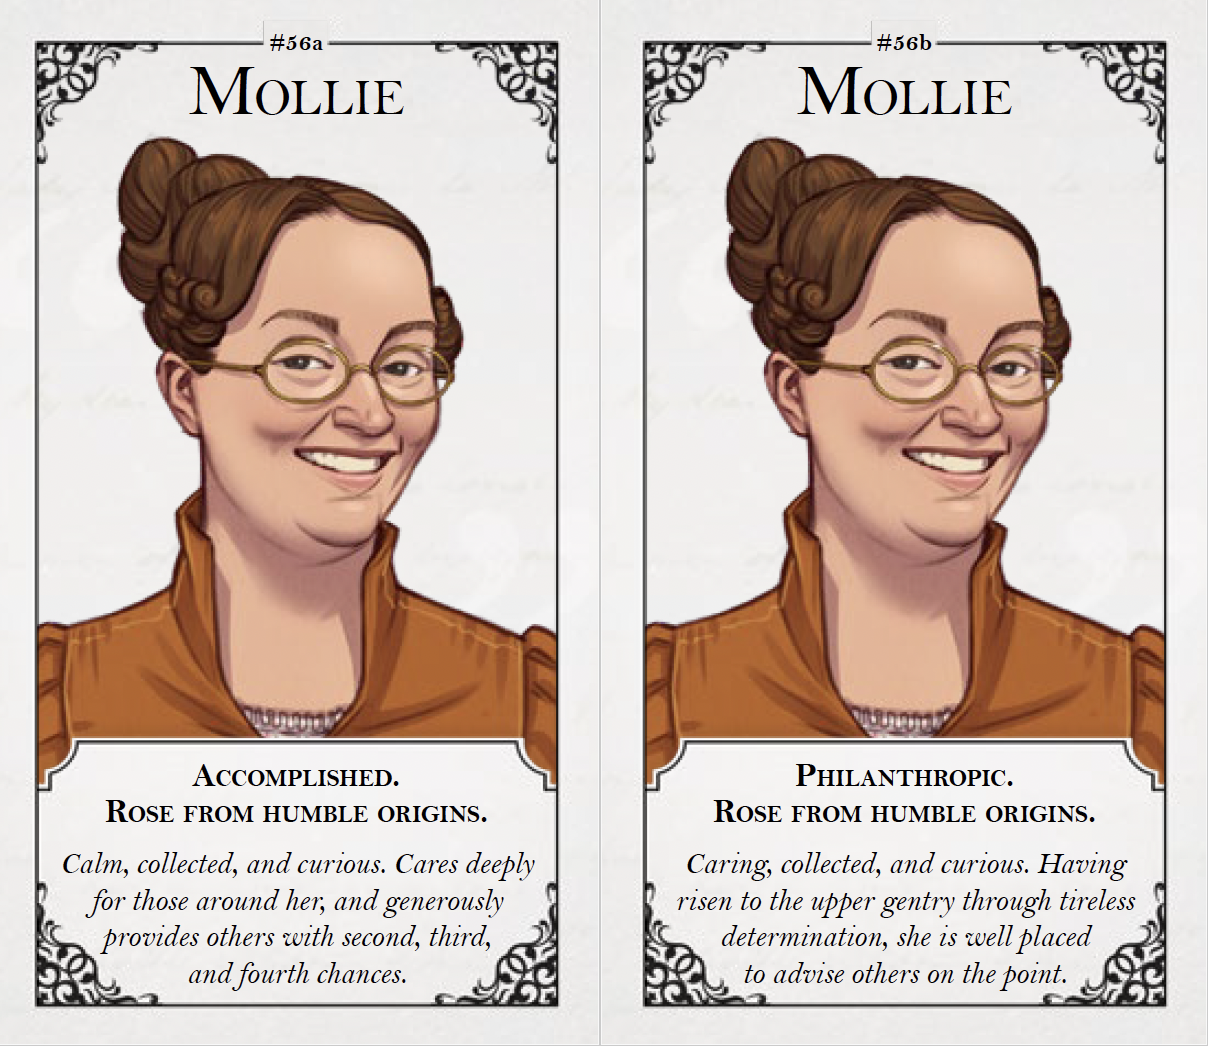 #56a
Mollie
Accomplished.
Rose from humble origins.
Calm, collected, and curious. Cares deeply
for those around her, and generously
provides others with second, third,
and fourth chances.
#56b
Mollie
Philanthropic.
Rose from humble origins.
Caring, collected, and curious. Having
risen to the upper gentry through tireless
determination, she is well placed
to advise others on the point.